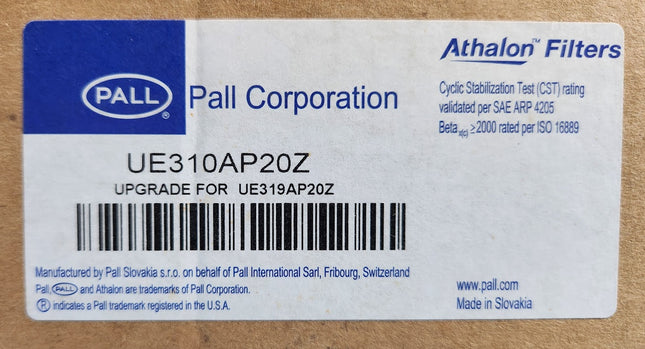 PALL®
Pall Corporation
Athalon™ Filters
Cyclic Stabilization Test (CST) rating
validated per SAE ARP 4205
Beta x(c) ≥2000 rated per ISO 16889
UE310AP20Z
UPGRADE FOR UE319AP20Z
Manufactured by Pall Slovakia s.r.o. on behalf of Pall International Sarl, Fribourg, Switzerland
Pall, PALL and Athalon are trademarks of Pall Corporation.
® indicates a Pall trademark registered in the U.S.A.
www.pall.com
Made in Slovakia